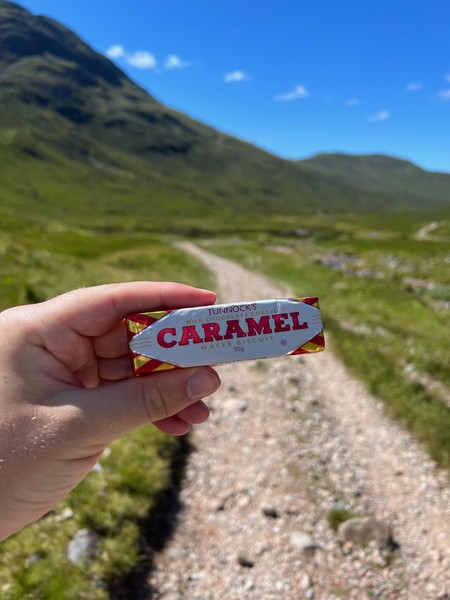 TUNNOCK'S
MILK CHOCOLATE COATED
CARAMEL
WAFER BISCUIT
30g
®